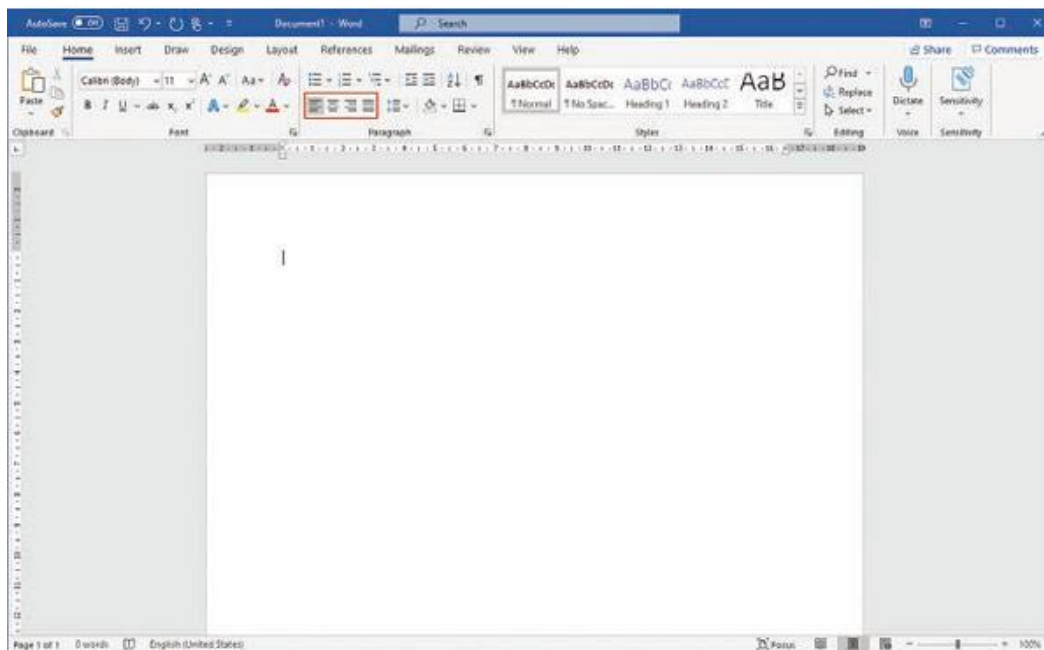 AutoSave Off Document1 - Word Search
File Home Insert Draw Design Layout References Mailings Review View Help Share Comments
Paste
Calibri (Body) 11 A A Aa A
B I U ab x, x' A A
AaBbCcDc AaBbCcDc AaBbCc AaBbCcC AaB
¶ Normal ¶ No Spac... Heading 1 Heading 2 Title
Find
Replace
Select
Dictate
Sensitivity
Clipboard Font Paragraph Styles Editing Voice Sensitivity
Page 1 of 1 0 words English (United States) Focus 100%